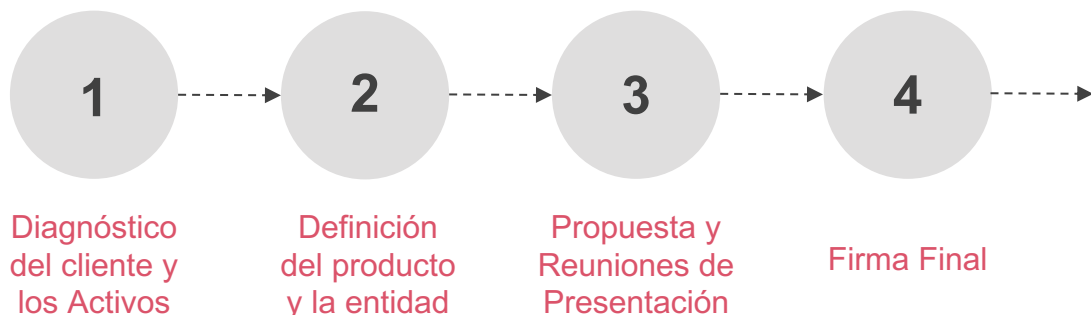 1
2
3
4
Diagnóstico
del cliente y
los Activos
Definición
del producto
y la entidad
Propuesta y
Reuniones de
Presentación
Firma Final